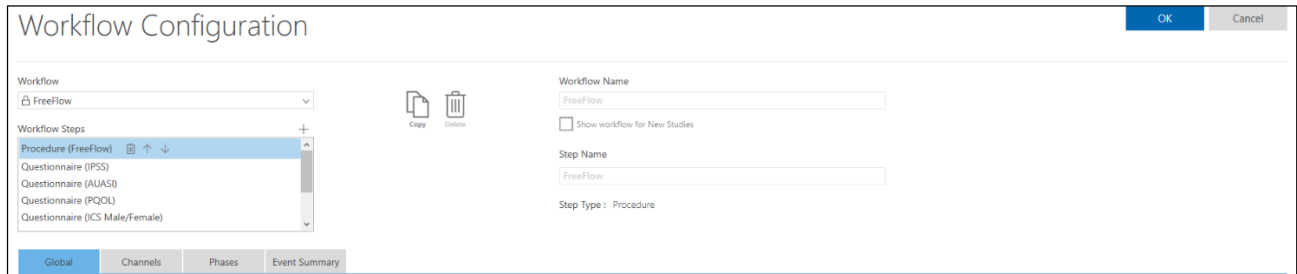 Workflow Configuration
OK
Cancel
Workflow
FreeFlow
Workflow Steps
Procedure (FreeFlow)
Questionnaire (IPSS)
Questionnaire (AUASI)
Questionnaire (PQOL)
Questionnaire (ICS Male/Female)
Copy
Delete
Workflow Name
FreeFlow
Show workflow for New Studies
Step Name
FreeFlow
Step Type : Procedure
Global
Channels
Phases
Event Summary